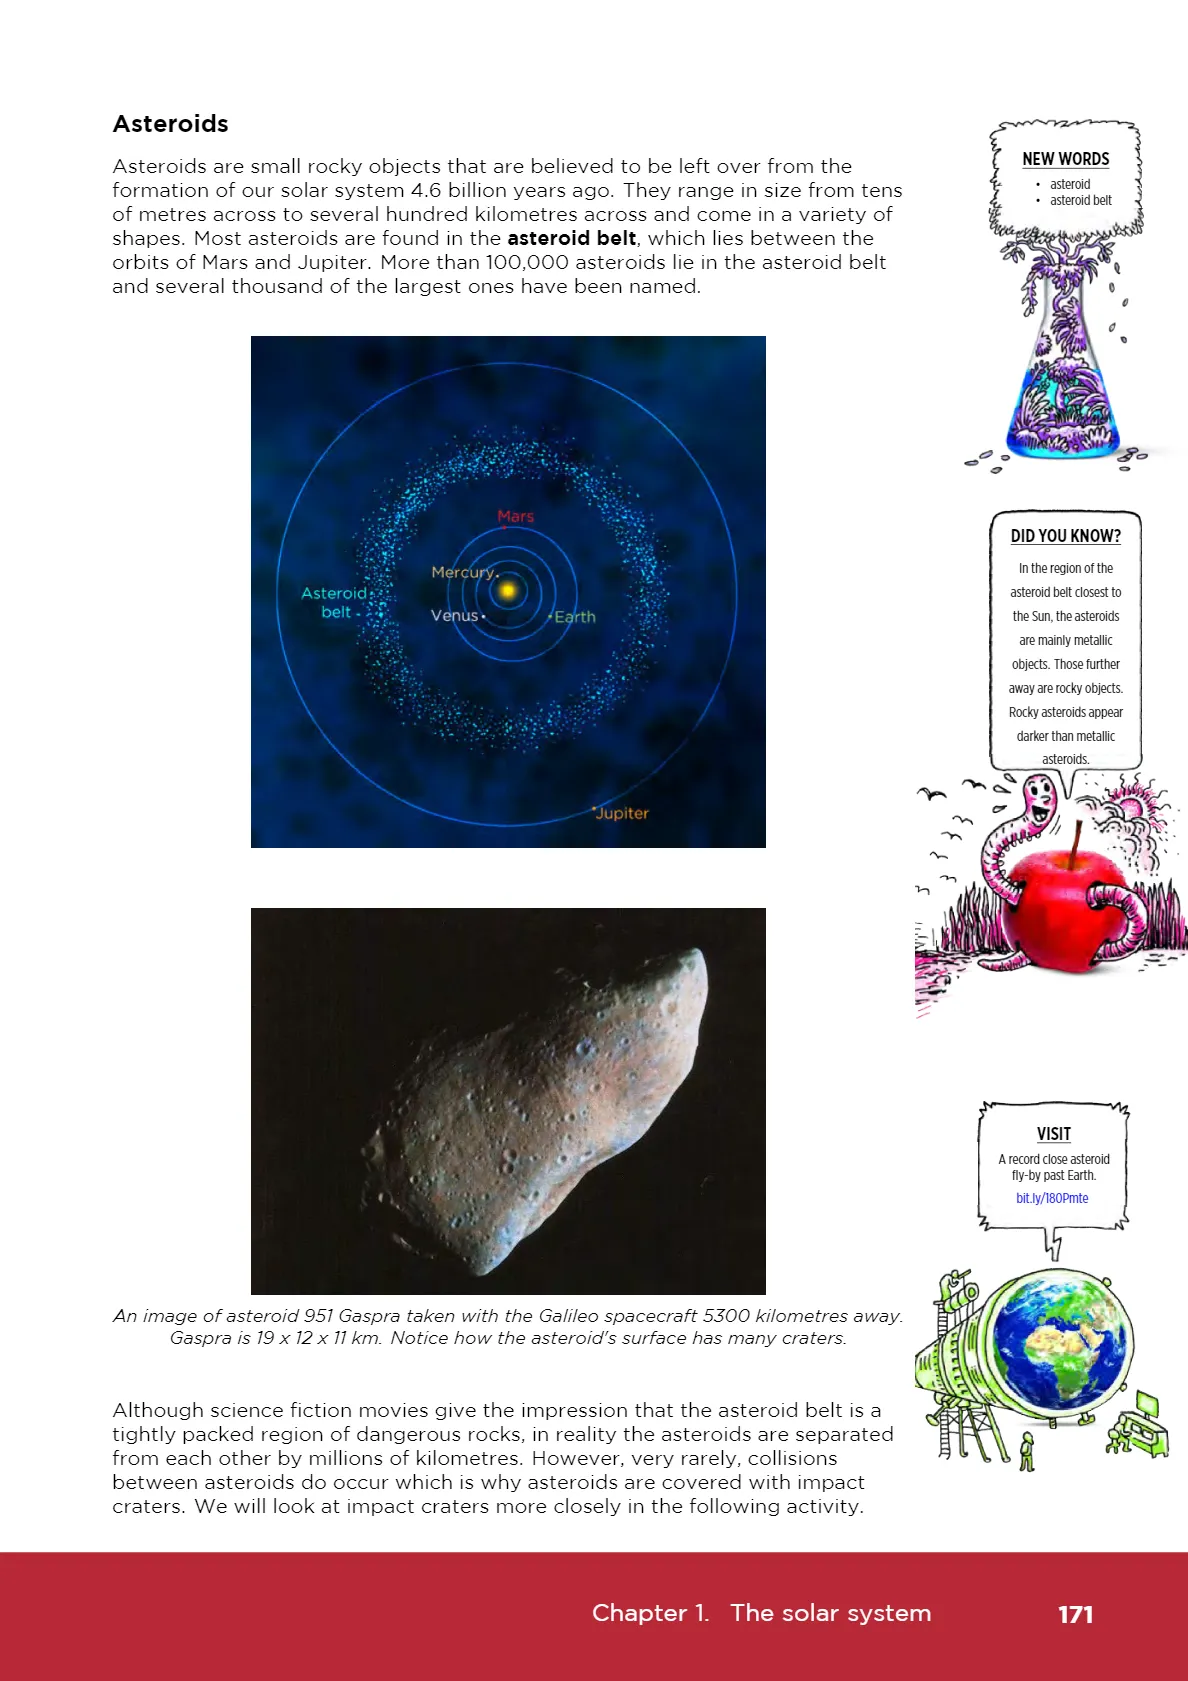 Asteroids
Asteroids are small rocky objects that are believed to be left over from the
formation of our solar system 4.6 billion years ago. They range in size from tens
of metres across to several hundred kilometres across and come in a variety of
shapes. Most asteroids are found in the asteroid belt, which lies between the
orbits of Mars and Jupiter. More than 100,000 asteroids lie in the asteroid belt
and several thousand of the largest ones have been named.
Mars
Mercury
Asteroid
belt
Venus
Earth
Jupiter
An image of asteroid 951 Gaspra taken with the Galileo spacecraft 5300 kilometres away.
Gaspra is 19 x 12 x 11 km. Notice how the asteroid's surface has many craters.
Although science fiction movies give the impression that the asteroid belt is a
tightly packed region of dangerous rocks, in reality the asteroids are separated
from each other by millions of kilometres. However, very rarely, collisions
between asteroids do occur which is why asteroids are covered with impact
craters. We will look at impact craters more closely in the following activity.
NEW WORDS
• asteroid
• asteroid belt
DID YOU KNOW?
In the region of the
asteroid belt closest to
the Sun, the asteroids
are mainly metallic
objects. Those further
away are rocky objects.
Rocky asteroids appear
darker than metallic
asteroids.
VISIT
A record close asteroid
fly-by past Earth.
bit.ly/180Pmte
Chapter 1. The solar system
171